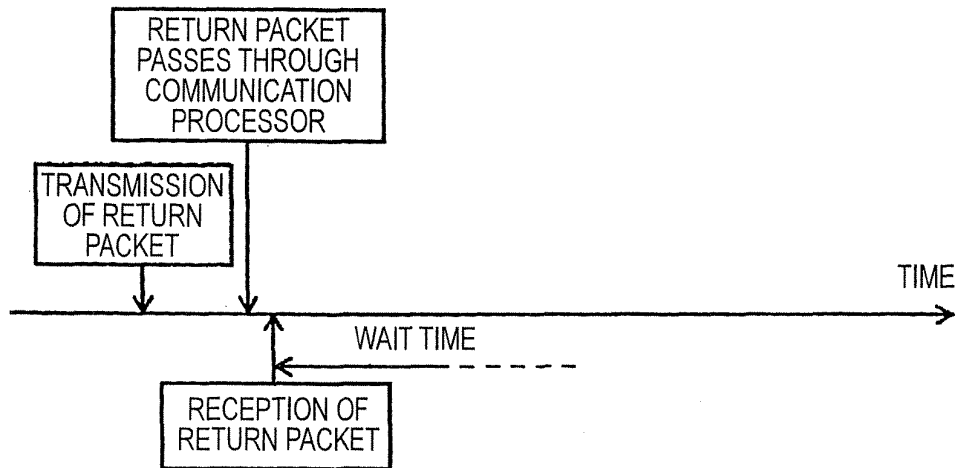 RETURN PACKET
PASSES THROUGH
COMMUNICATION
PROCESSOR
TRANSMISSION
OF RETURN
PACKET
TIME
WAIT TIME
RECEPTION OF
RETURN PACKET